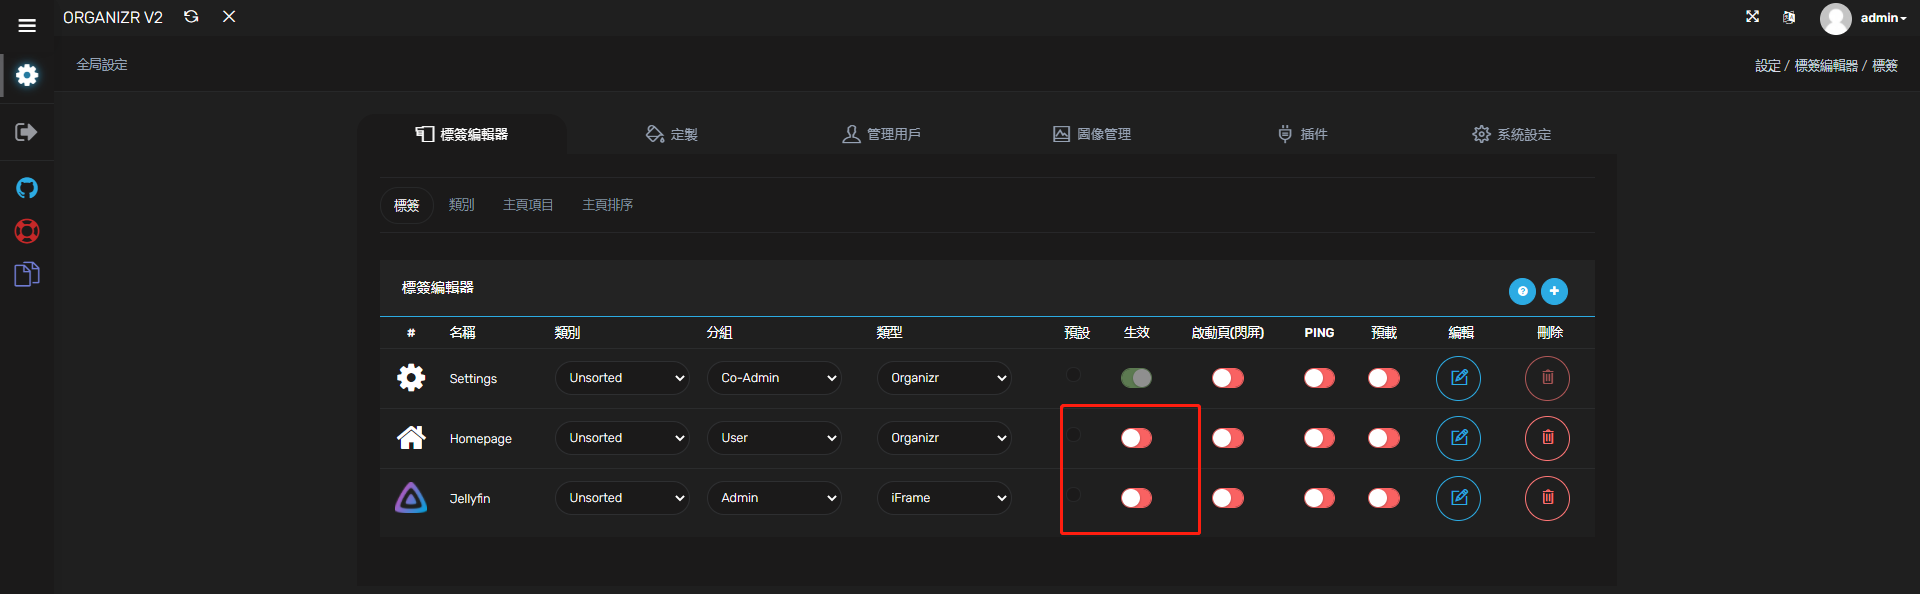 ORGANIZR V2
admin
全局設定
設定 / 標簽編輯器 / 標簽
標簽編輯器
定製
管理用戶
圖像管理
插件
系統設定
標簽
類別
主頁項目
主頁排序
標簽編輯器
# 名稱 類別 分組 類型 預設 生效 啟動頁(閃屏) PING 預載 編輯 刪除
Settings Unsorted Co-Admin Organizr
Homepage Unsorted User Organizr
Jellyfin Unsorted Admin iFrame